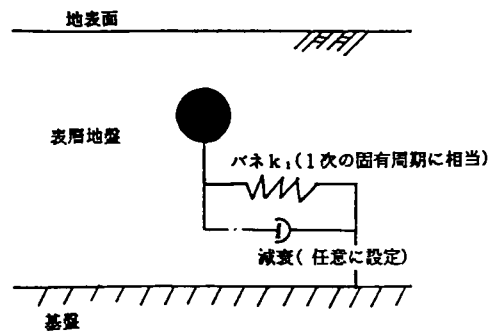 地表面
表層地盤
バネk₁(1次の固有周期に相当)
減衰(任意に設定)
基盤